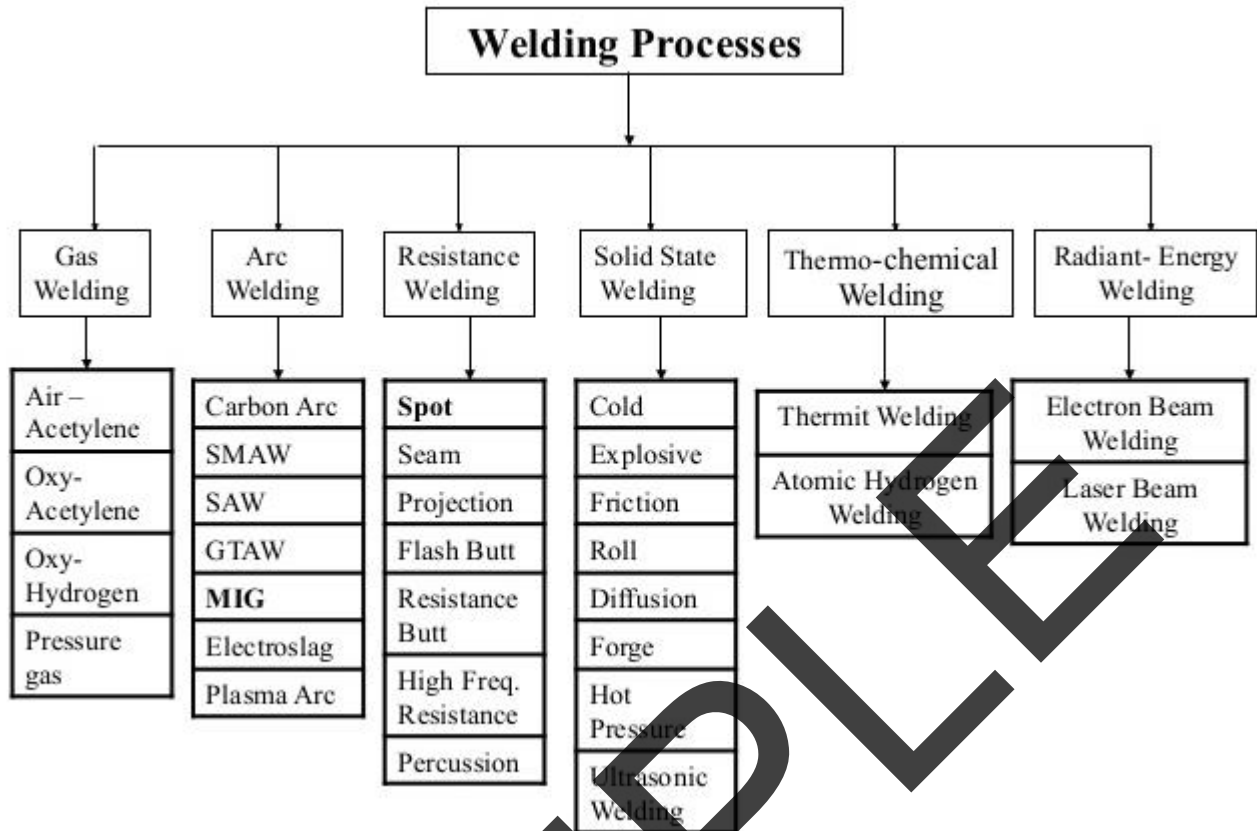 Welding Processes
Gas
Welding
Arc
Welding
Resistance
Welding
Solid State
Welding
Thermo-chemical
Welding
Radiant- Energy
Welding
Air –
Acetylene
Oxy-
Acetylene
Oxy-
Hydrogen
Pressure
gas
Carbon Arc
SMAW
SAW
GTAW
MIG
Electroslag
Plasma Arc
Spot
Seam
Projection
Flash Butt
Resistance
Butt
High Freq.
Resistance
Percussion
Cold
Explosive
Friction
Roll
Diffusion
Forge
Hot
Pressure
Ultrasonic
Welding
Thermit Welding
Atomic Hydrogen
Welding
Electron Beam
Welding
Laser Beam
Welding